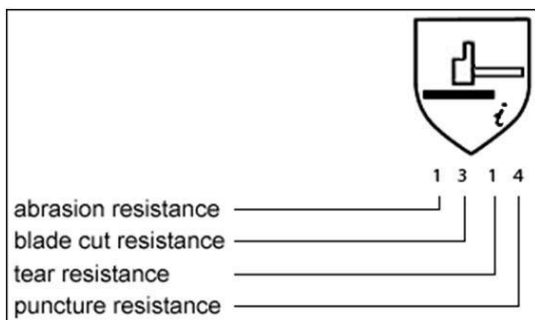 i
1 3 1 4
abrasion resistance
blade cut resistance
tear resistance
puncture resistance